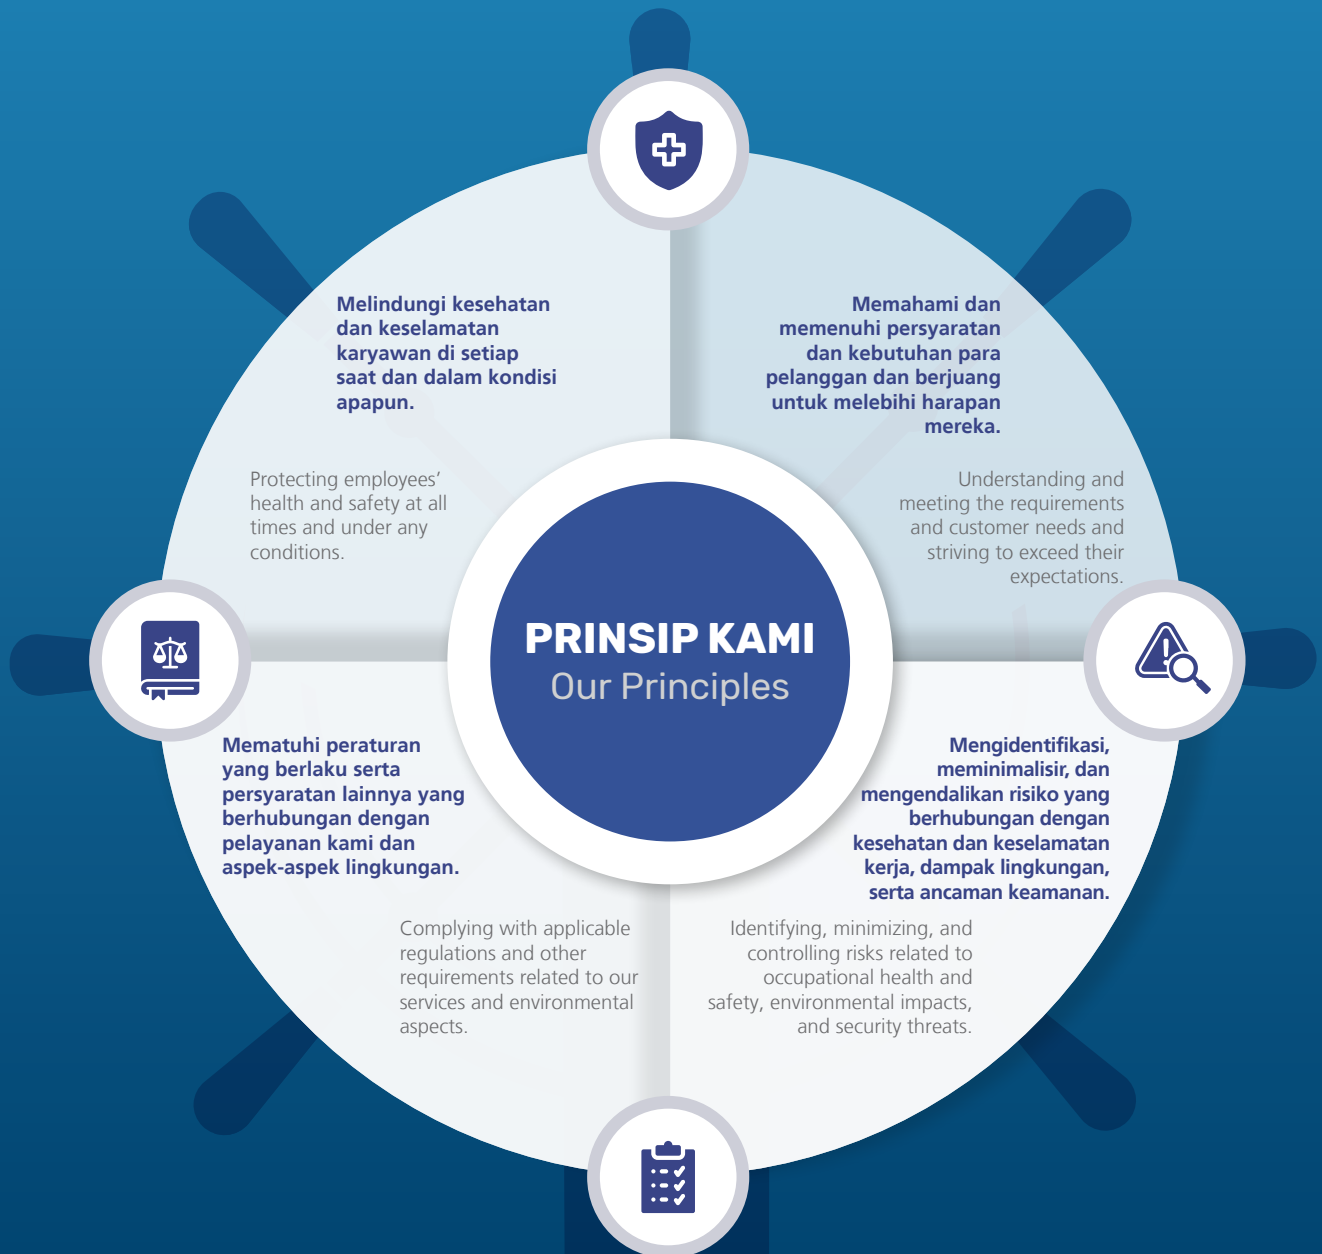 Melindungi kesehatan
dan keselamatan
karyawan di setiap
saat dan dalam kondisi
apapun.
Protecting employees’
health and safety at all
times and under any
conditions.
Memahami dan
memenuhi persyaratan
dan kebutuhan para
pelanggan dan berjuang
untuk melebihi harapan
mereka.
Understanding and
meeting the requirements
and customer needs and
striving to exceed their
expectations.
PRINSIP KAMI
Our Principles
Mematuhi peraturan
yang berlaku serta
persyaratan lainnya yang
berhubungan dengan
pelayanan kami dan
aspek-aspek lingkungan.
Complying with applicable
regulations and other
requirements related to our
services and environmental
aspects.
Mengidentifikasi,
meminimalisir, dan
mengendalikan risiko yang
berhubungan dengan
kesehatan dan keselamatan
kerja, dampak lingkungan,
serta ancaman keamanan.
Identifying, minimizing, and
controlling risks related to
occupational health and
safety, environmental impacts,
and security threats.